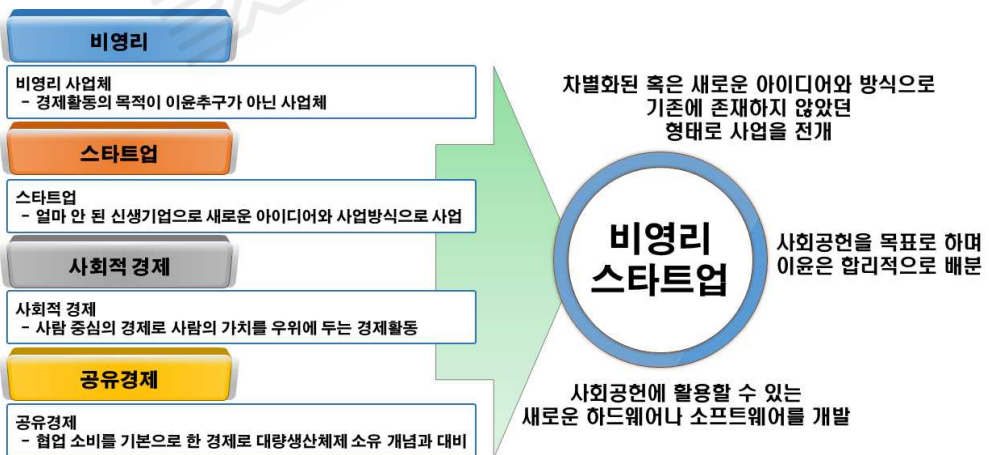 비영리
비영리 사업체
- 경제활동의 목적이 이윤추구가 아닌 사업체
스타트업
스타트업
- 얼마 안 된 신생기업으로 새로운 아이디어와 사업방식으로 사업
사회적 경제
사회적 경제
- 사람 중심의 경제로 사람의 가치를 우위에 두는 경제활동
공유경제
공유경제
- 협업 소비를 기본으로 한 경제로 대량생산체제 소유 개념과 대비
차별화된 혹은 새로운 아이디어와 방식으로
기존에 존재하지 않았던
형태로 사업을 전개
비영리
스타트업
사회공헌을 목표로 하며
이윤은 합리적으로 배분
사회공헌에 활용할 수 있는
새로운 하드웨어나 소프트웨어를 개발